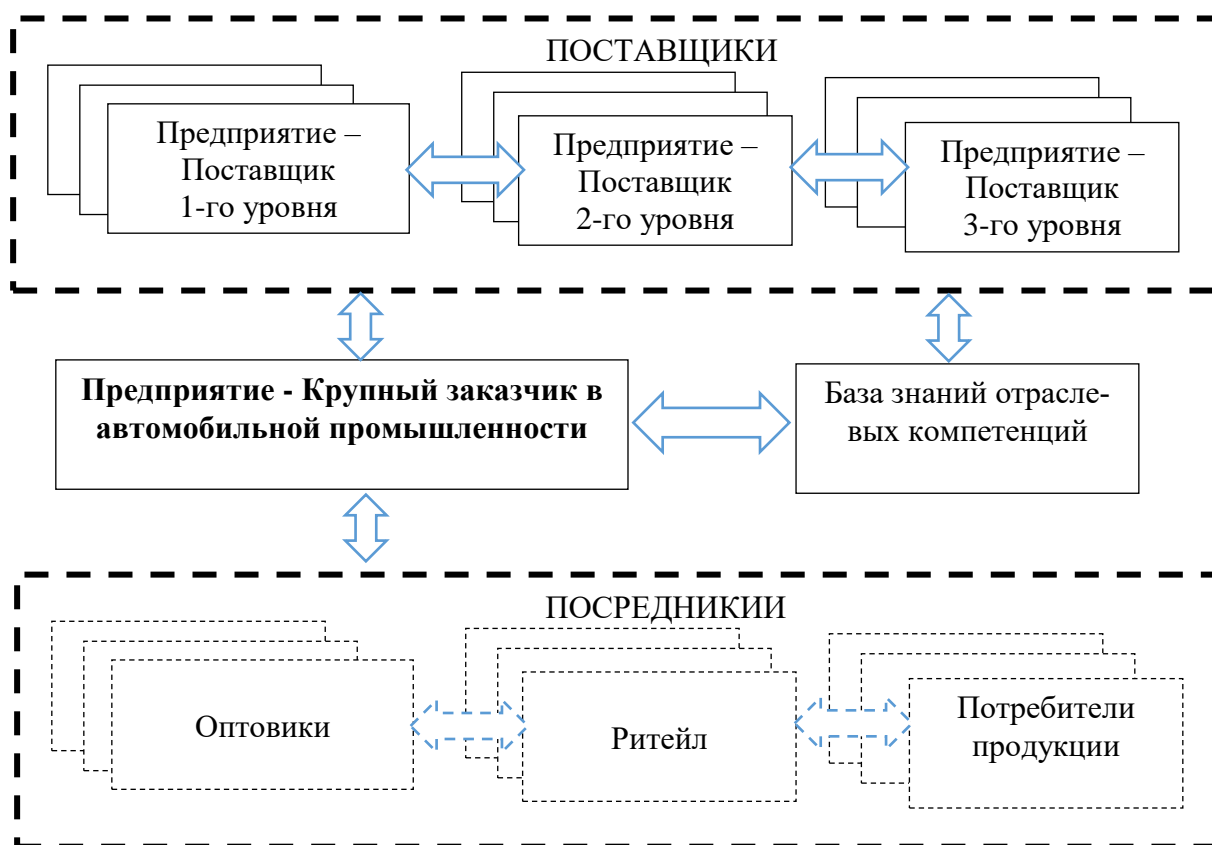 ПОСТАВЩИКИ
Предприятие –
Поставщик
1-го уровня
Предприятие –
Поставщик
2-го уровня
Предприятие –
Поставщик
3-го уровня
Предприятие - Крупный заказчик в
автомобильной промышленности
База знаний отрасле-
вых компетенций
ПОСРЕДНИКИИ
Оптовики
Ритейл
Потребители
продукции